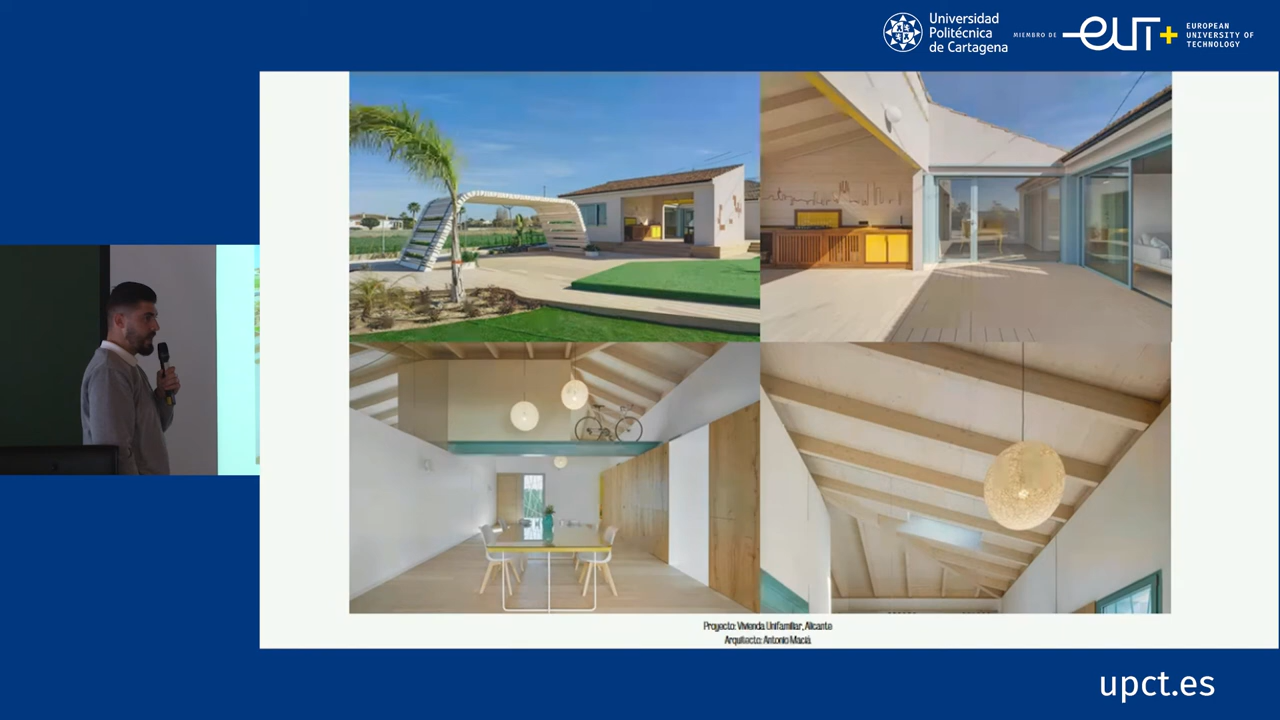 Universidad
Politécnica
de Cartagena
MIEMBRO DE
EUt+
EUROPEAN
UNIVERSITY OF
TECHNOLOGY
Proyecto: Vivienda Unifamiliar, Alicante
Arquitecto: Antonio Maciá
upct.es